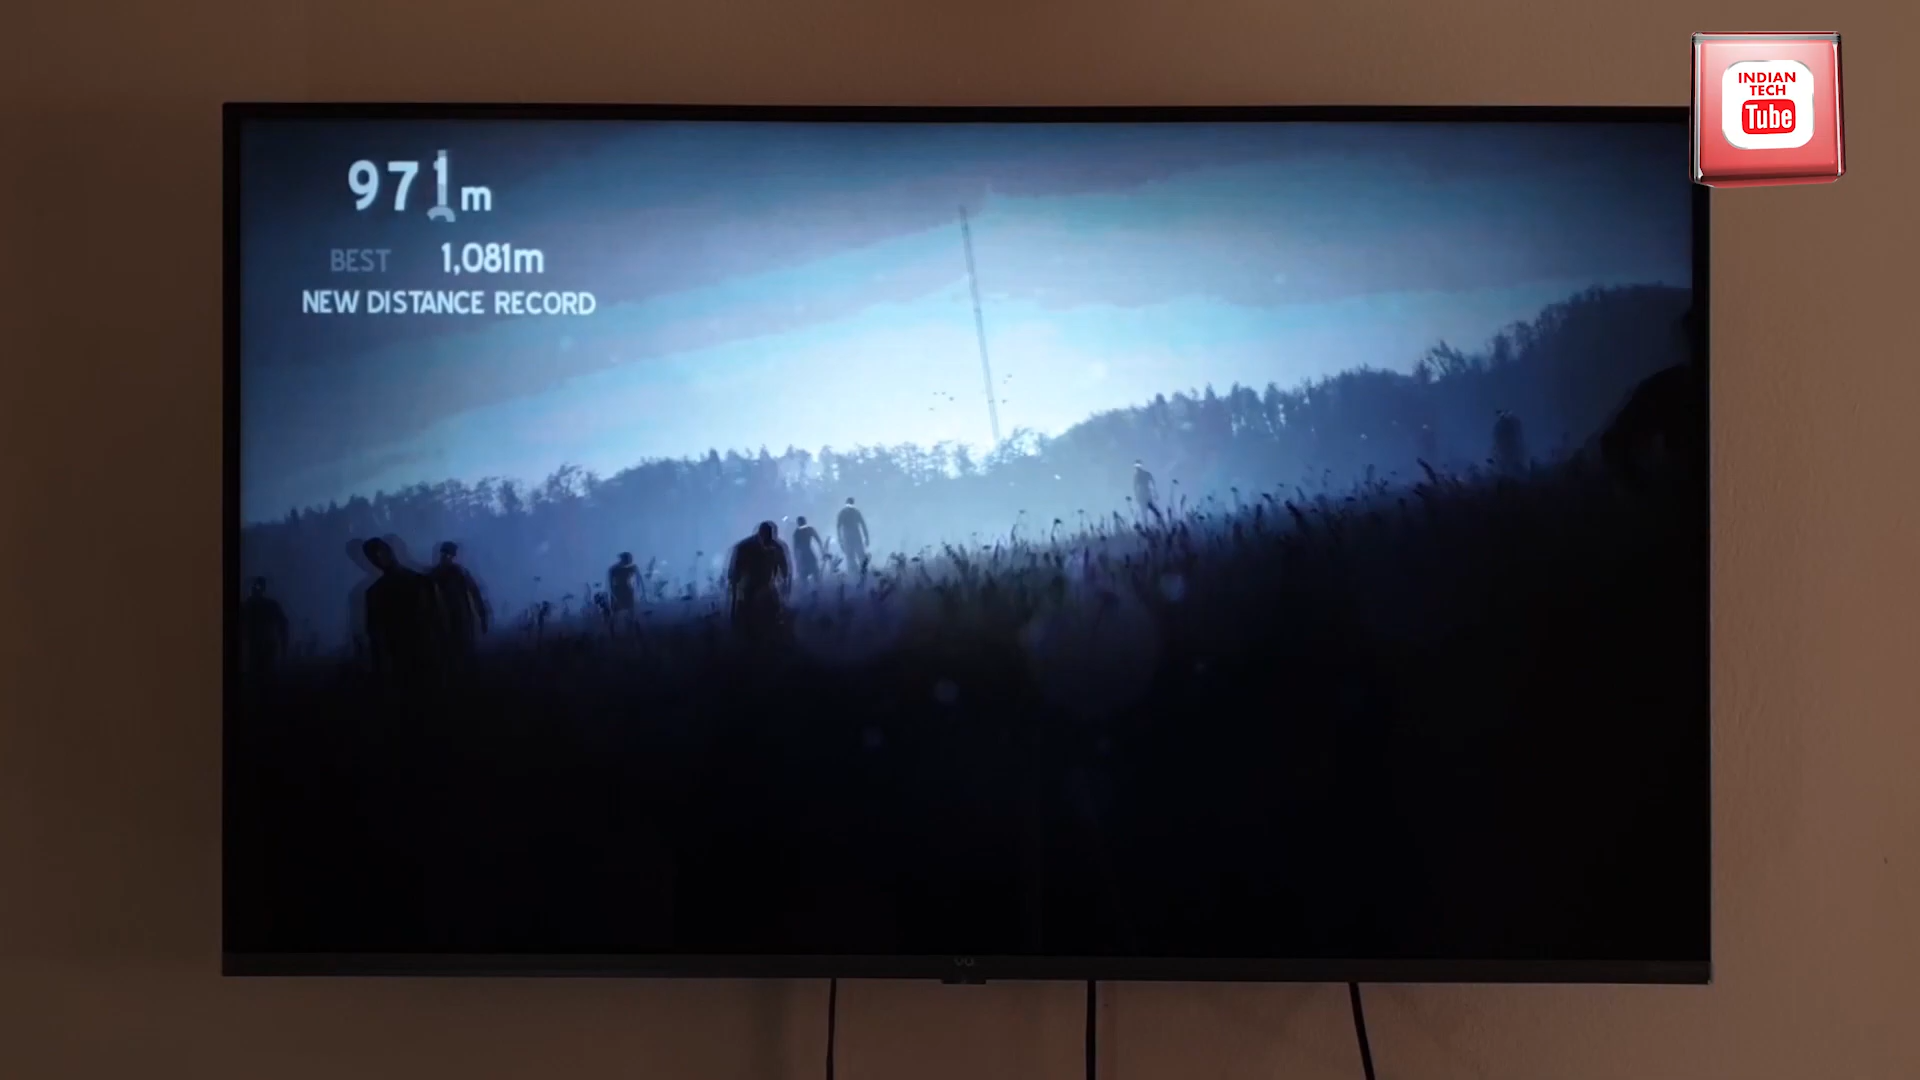 971m
BEST 1,081m
NEW DISTANCE RECORD
INDIAN
TECH
Tube